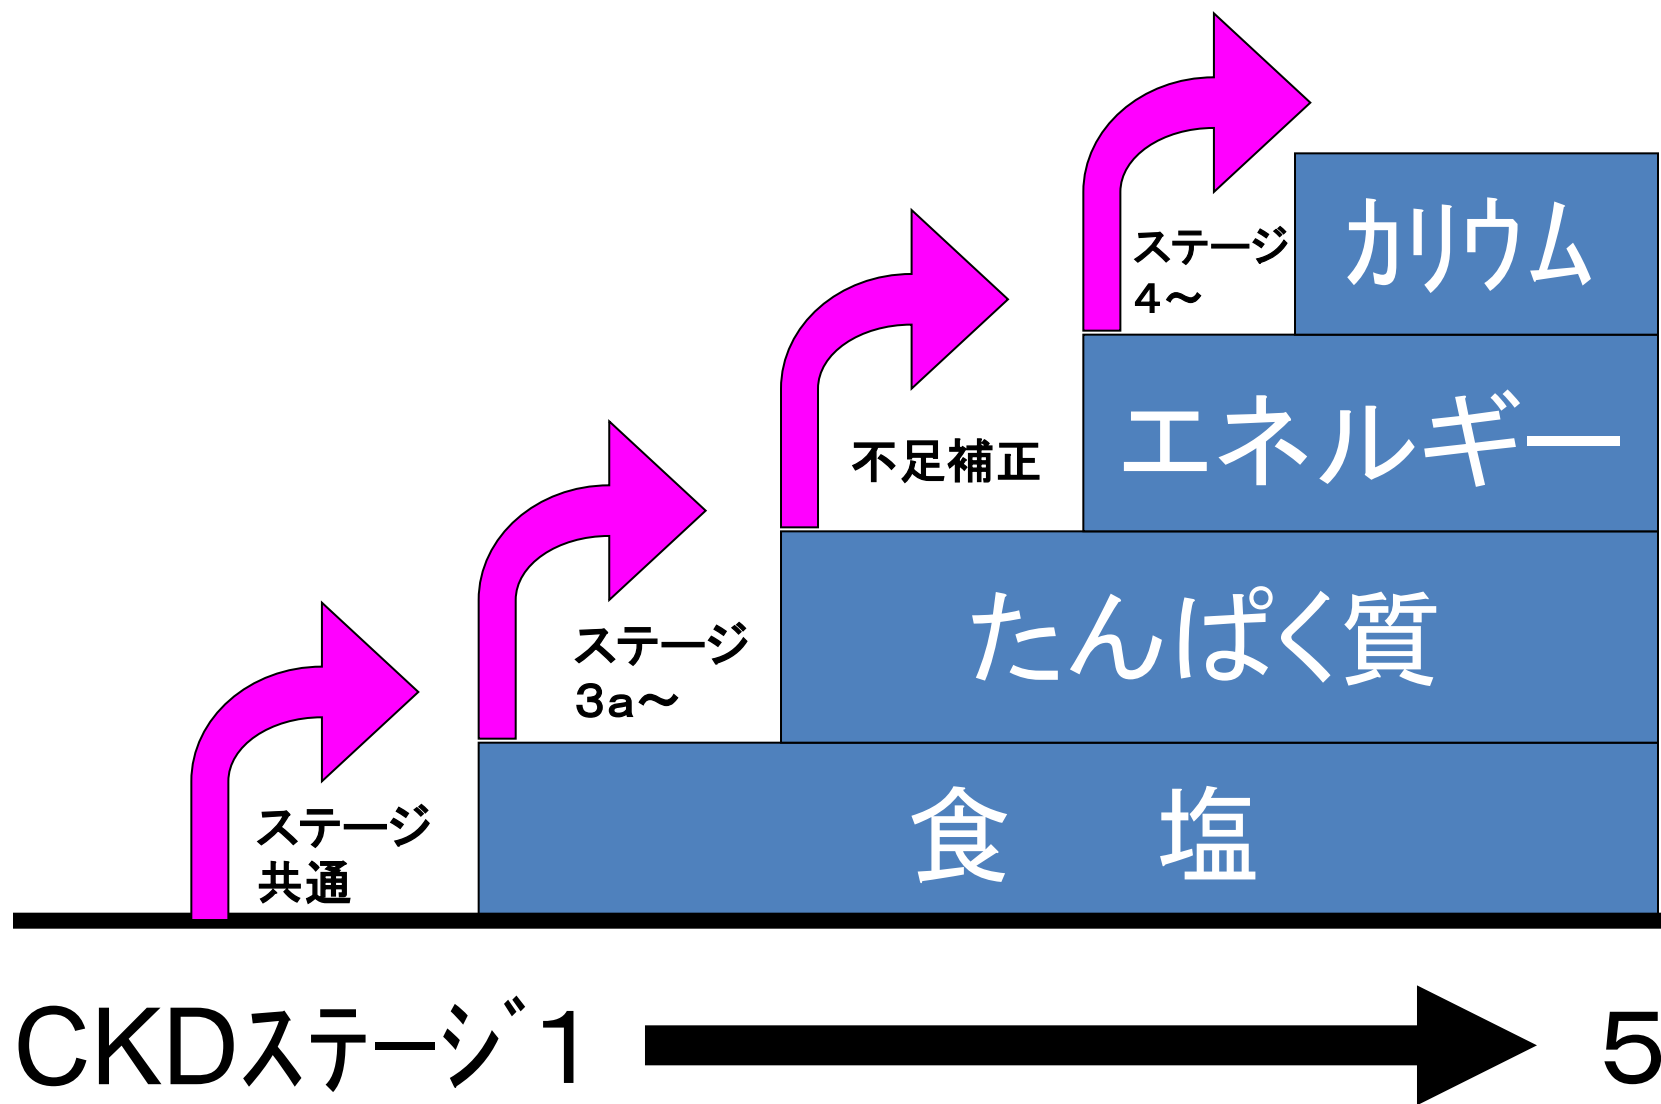 カリウム
ステージ
4～
エネルギー
不足補正
たんぱく質
ステージ
3a～
食　塩
ステージ
共通
CKDステージ1
5